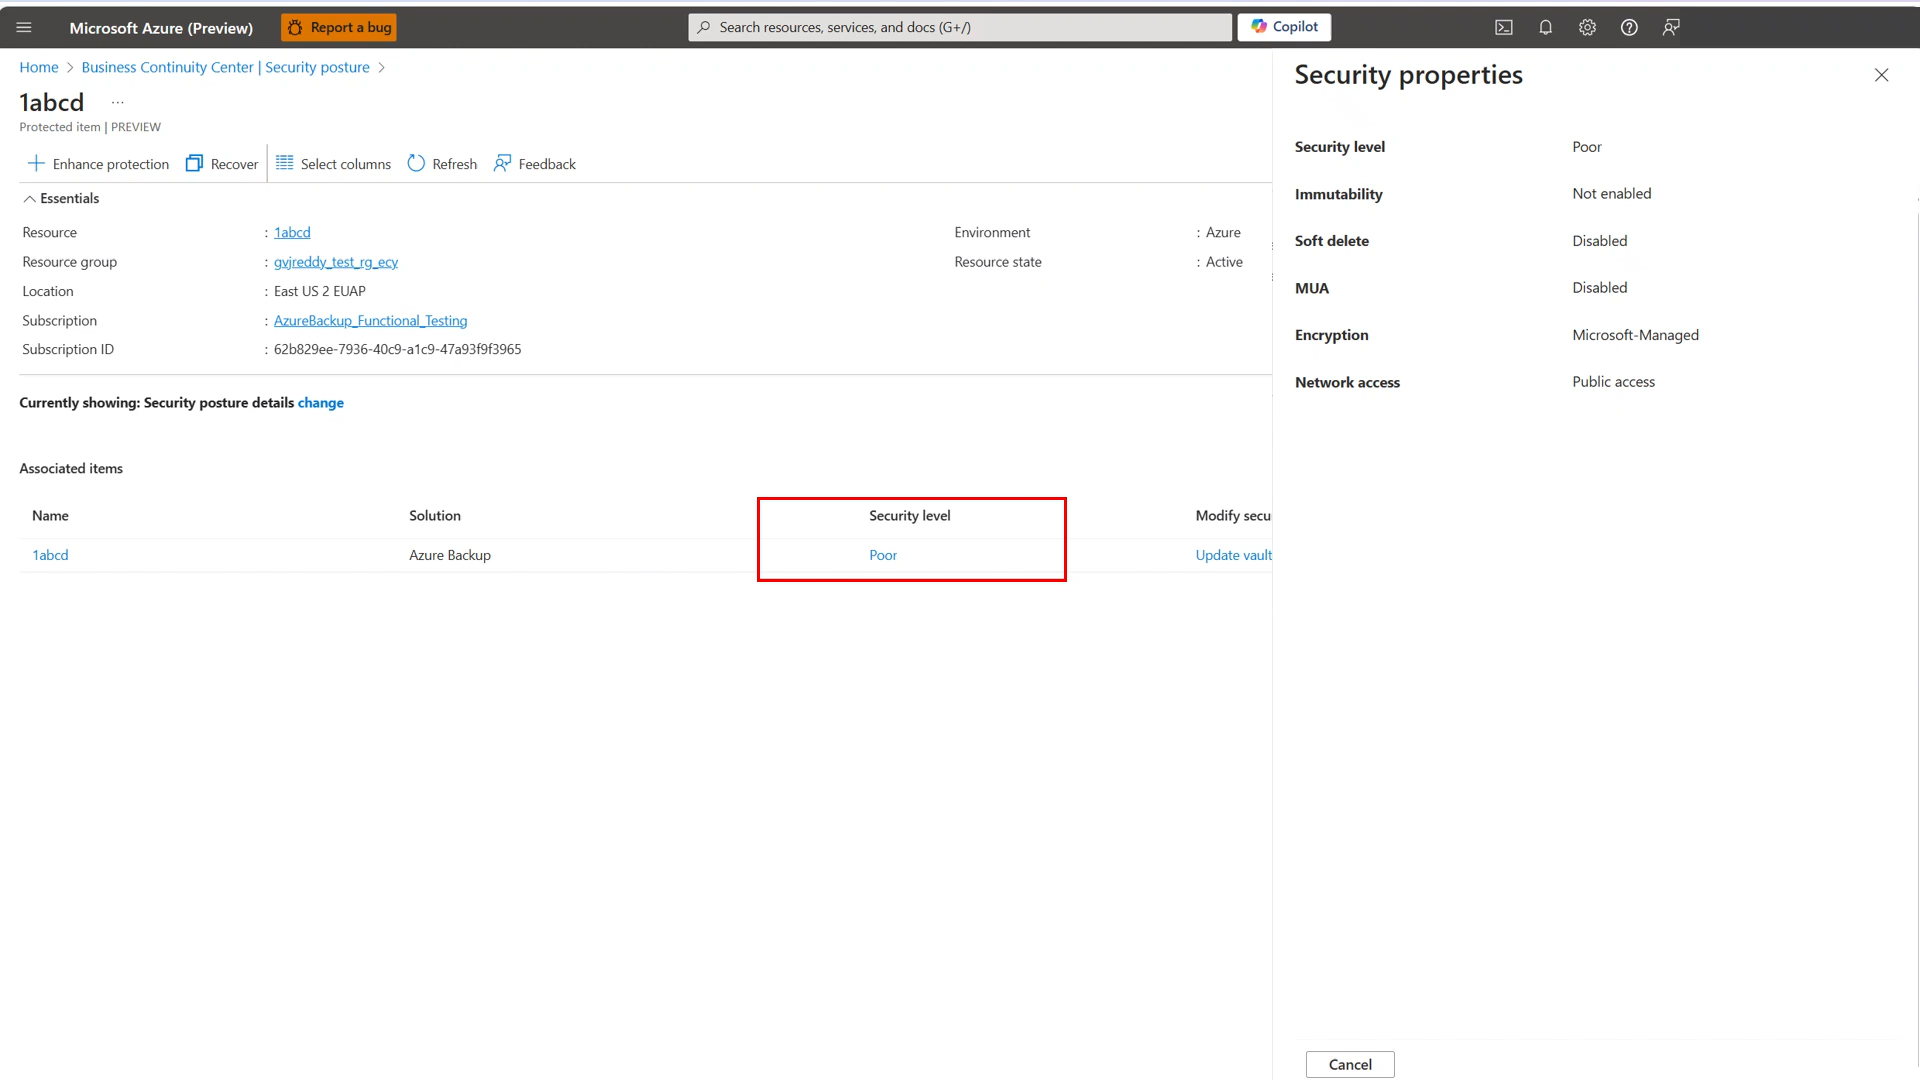 Microsoft Azure (Preview) Report a bug Search resources, services, and docs (G+/) Copilot
Home > Business Continuity Center | Security posture >
1abcd ...
Protected item | PREVIEW
Enhance protection Recover Select columns Refresh Feedback
Essentials
Resource : 1abcd
Resource group : gvjreddy_test_rg_ecy
Location : East US 2 EUAP
Subscription : AzureBackup_Functional_Testing
Subscription ID : 62b829ee-7936-40c9-a1c9-47a93f9f3965
Environment : Azure
Resource state : Active
Currently showing: Security posture details change
Associated items
Name Solution Security level Modify secu
1abcd Azure Backup Poor Update vault
Security properties
Security level Poor
Immutability Not enabled
Soft delete Disabled
MUA Disabled
Encryption Microsoft-Managed
Network access Public access
Cancel